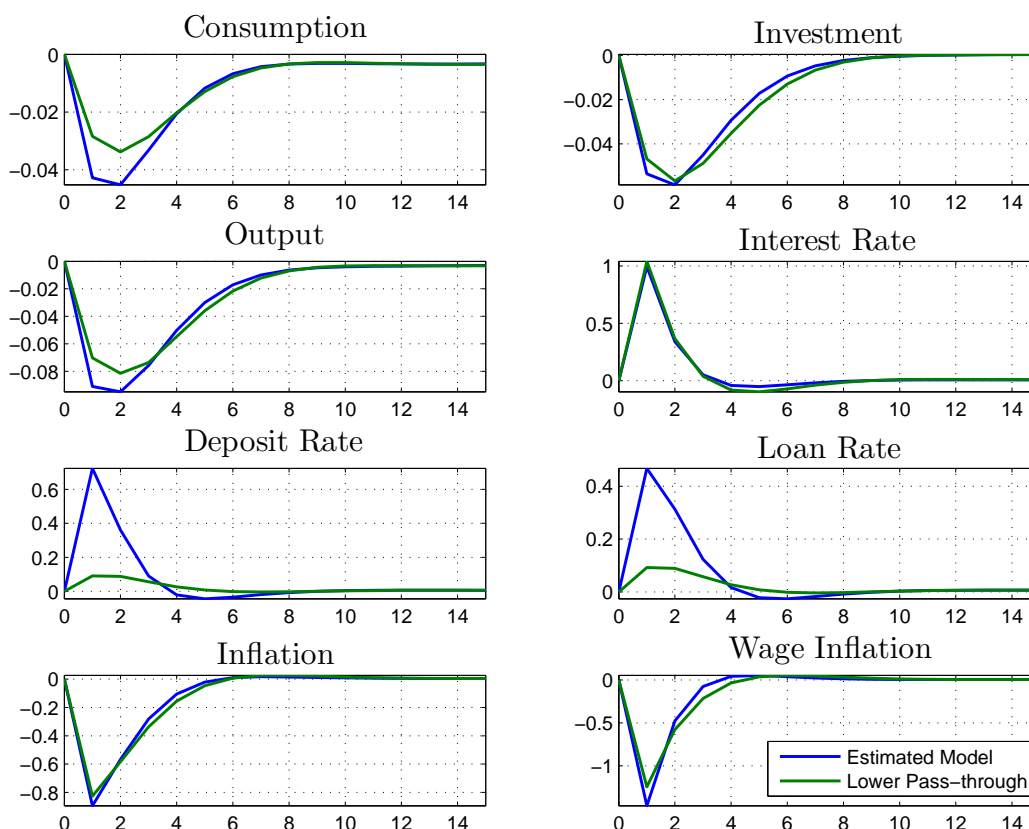 Consumption
0
−0.02
−0.04
0 2 4 6 8 10 12 14
Investment
0
−0.02
−0.04
0 2 4 6 8 10 12 14
Output
0
−0.02
−0.04
−0.06
−0.08
0 2 4 6 8 10 12 14
Interest Rate
1
0.5
0
0 2 4 6 8 10 12 14
Deposit Rate
0.6
0.4
0.2
0
0 2 4 6 8 10 12 14
Loan Rate
0.4
0.2
0
0 2 4 6 8 10 12 14
Inflation
0
−0.2
−0.4
−0.6
−0.8
0 2 4 6 8 10 12 14
Wage Inflation
0
−0.5
−1
0 2 4 6 8 10 12 14
Estimated Model
Lower Pass−through